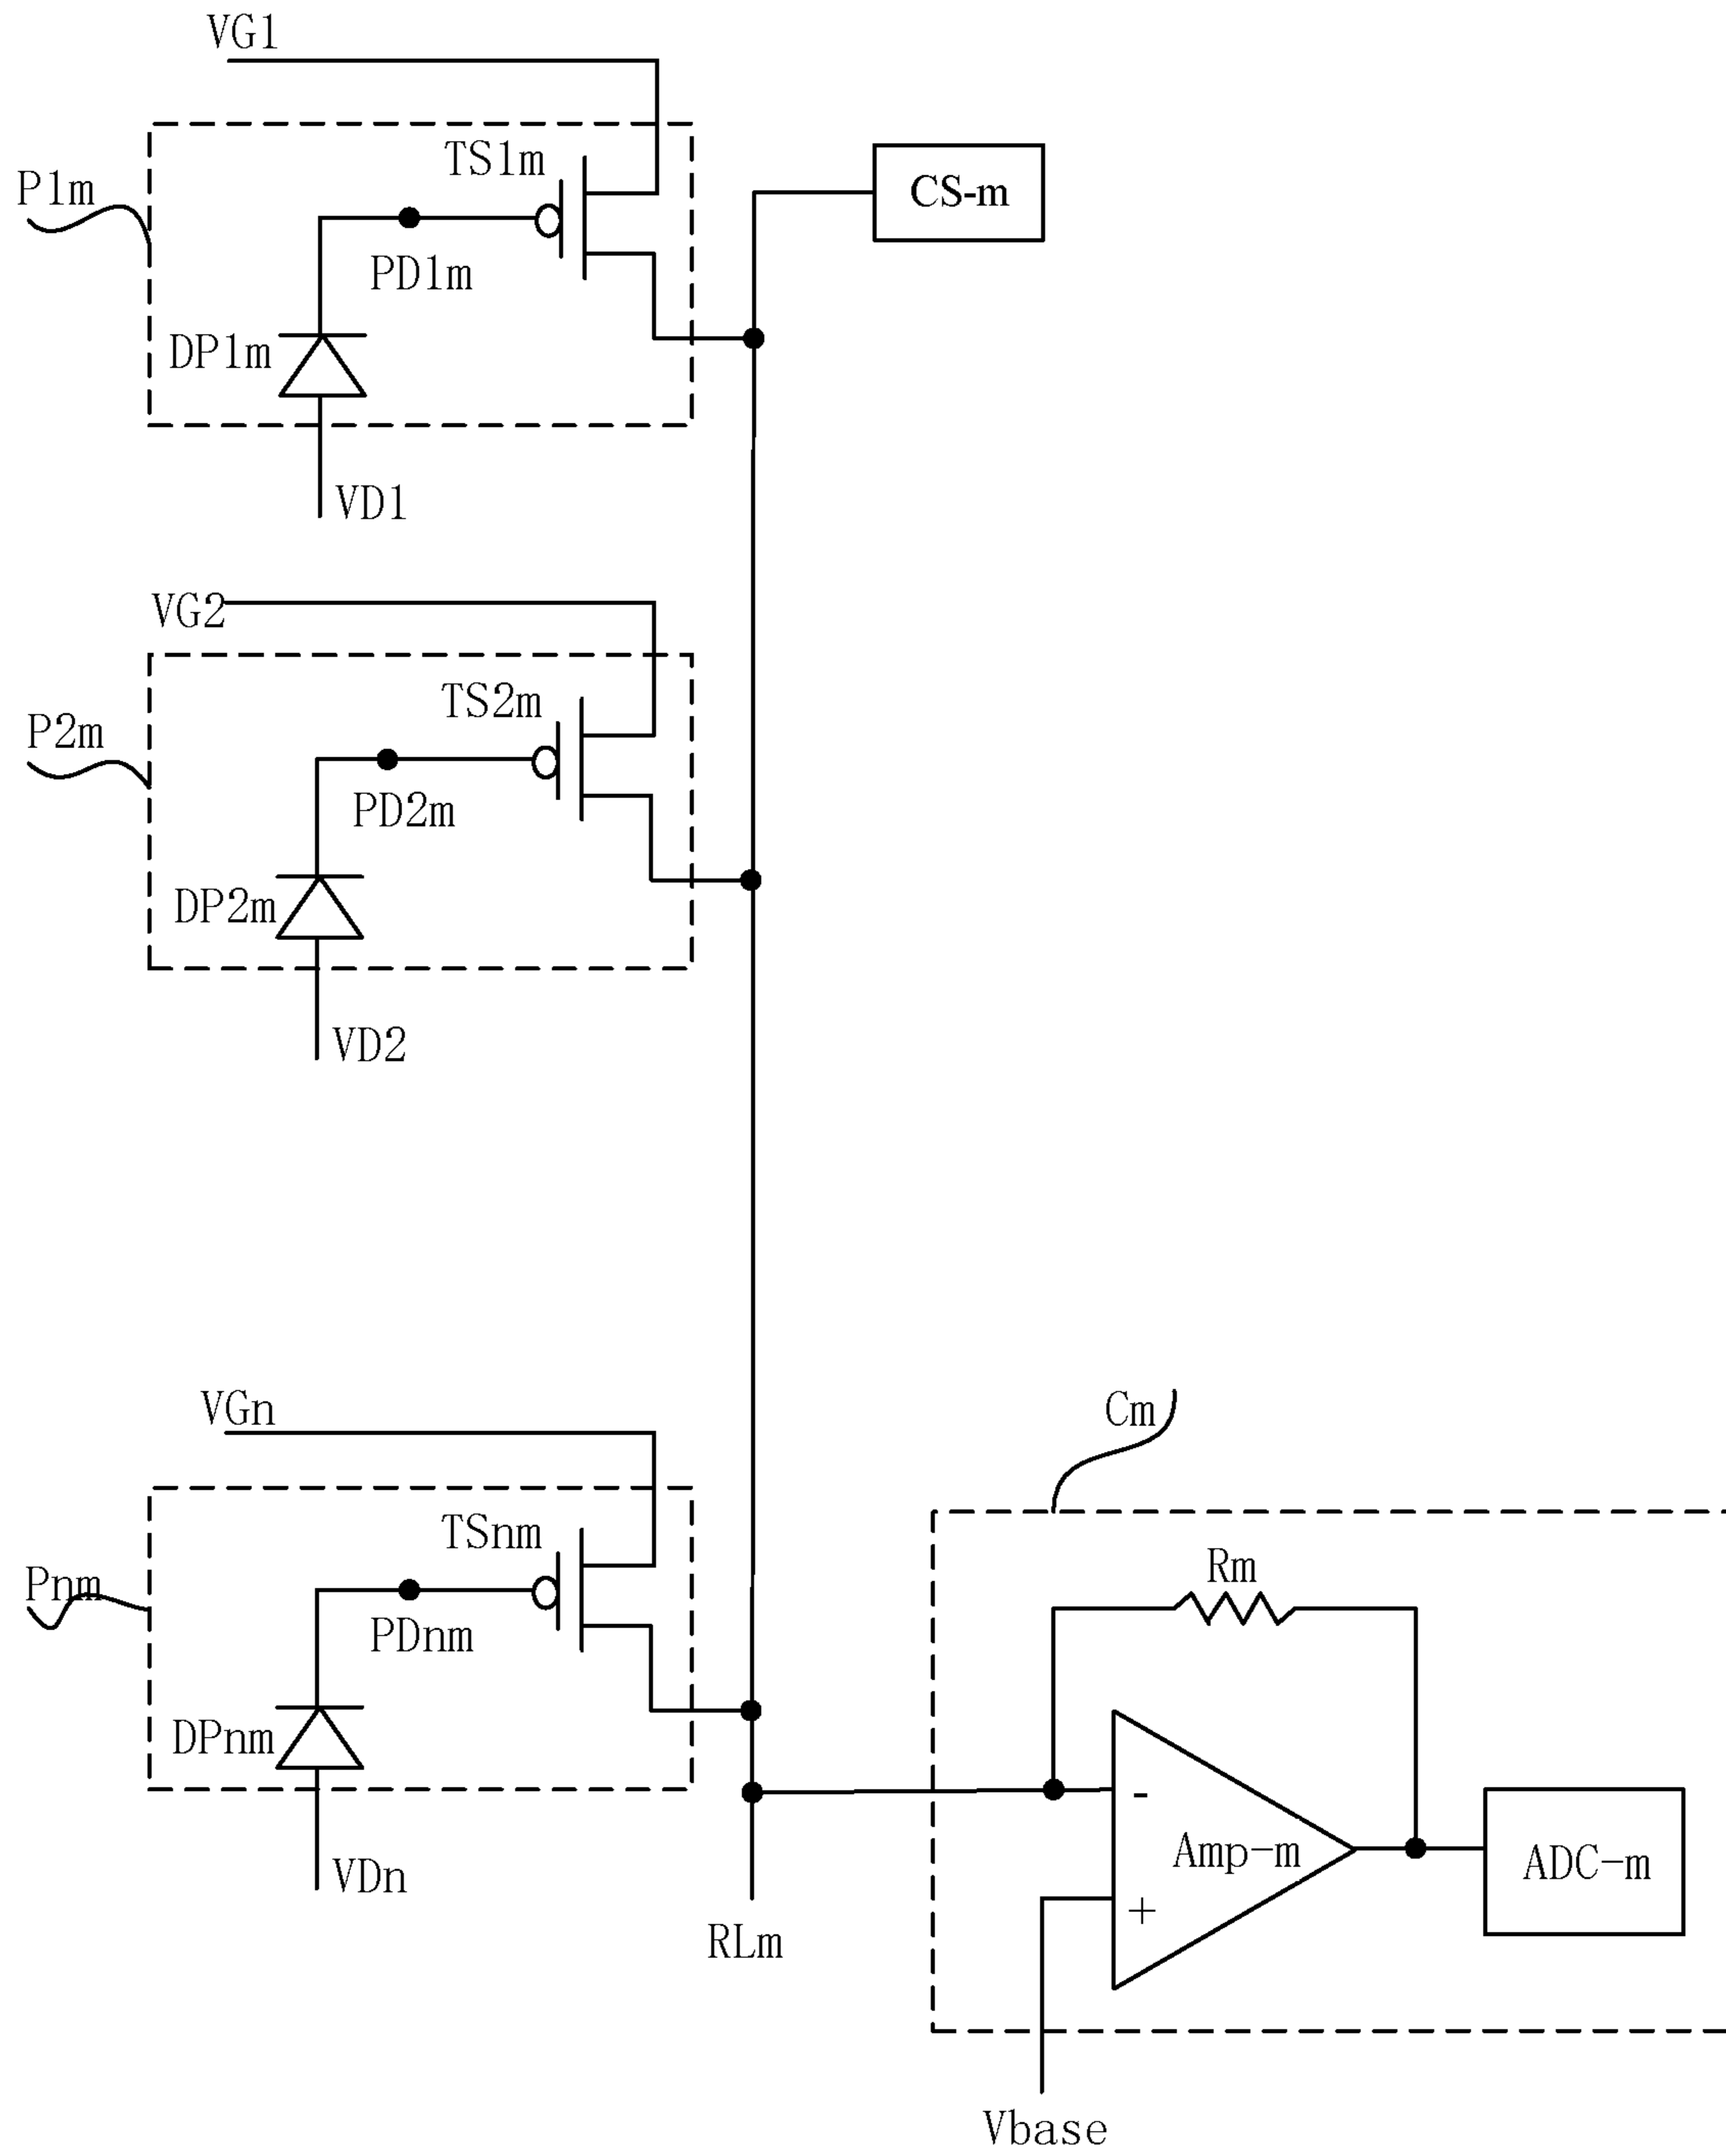 VG1
TS1m
P1m
CS-m
PD1m
DP1m
VD1
VG2
TS2m
P2m
PD2m
DP2m
VD2
VGn
Cm
TSnm
Rm
Pnm
PDnm
DPnm
-
Amp-m
ADC-m
VDn
+
RLm
Vbase